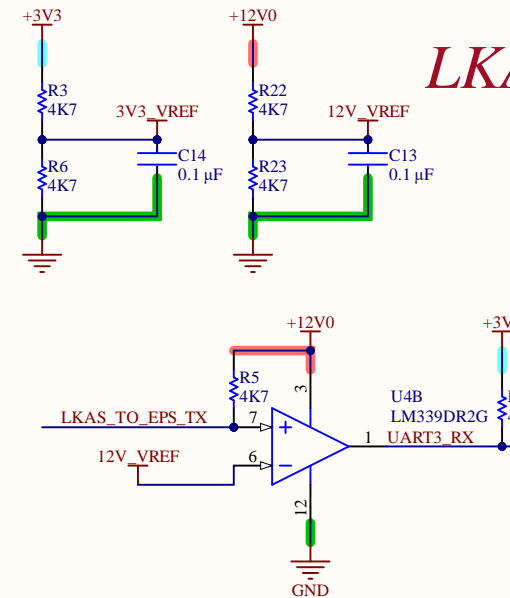 +3V3
+12V0
LKA
R3
4K7
3V3_VREF
R22
4K7
12V_VREF
R6
4K7
C14
0.1 µF
R23
4K7
C13
0.1 µF
+12V0
+3V
R5
4K7
3
U4B
LM339DR2G
LKAS_TO_EPS_TX
7
+
1
UART3_RX
12V_VREF
6
−
12
GND